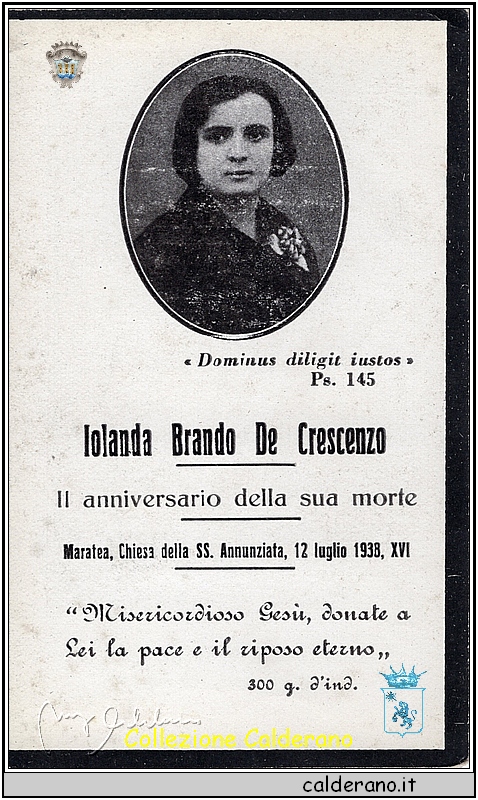 « Dominus diligit iustos »
Ps. 145
Iolanda Brando De Crescenzo
II anniversario della sua morte
Maratea, Chiesa della SS. Annunziata, 12 luglio 1938, XVI
“Misericordioso Gesù, donate a
Lei la pace e il riposo eterno„
300 g. d'ind.
Collezione Calderano
calderano.it